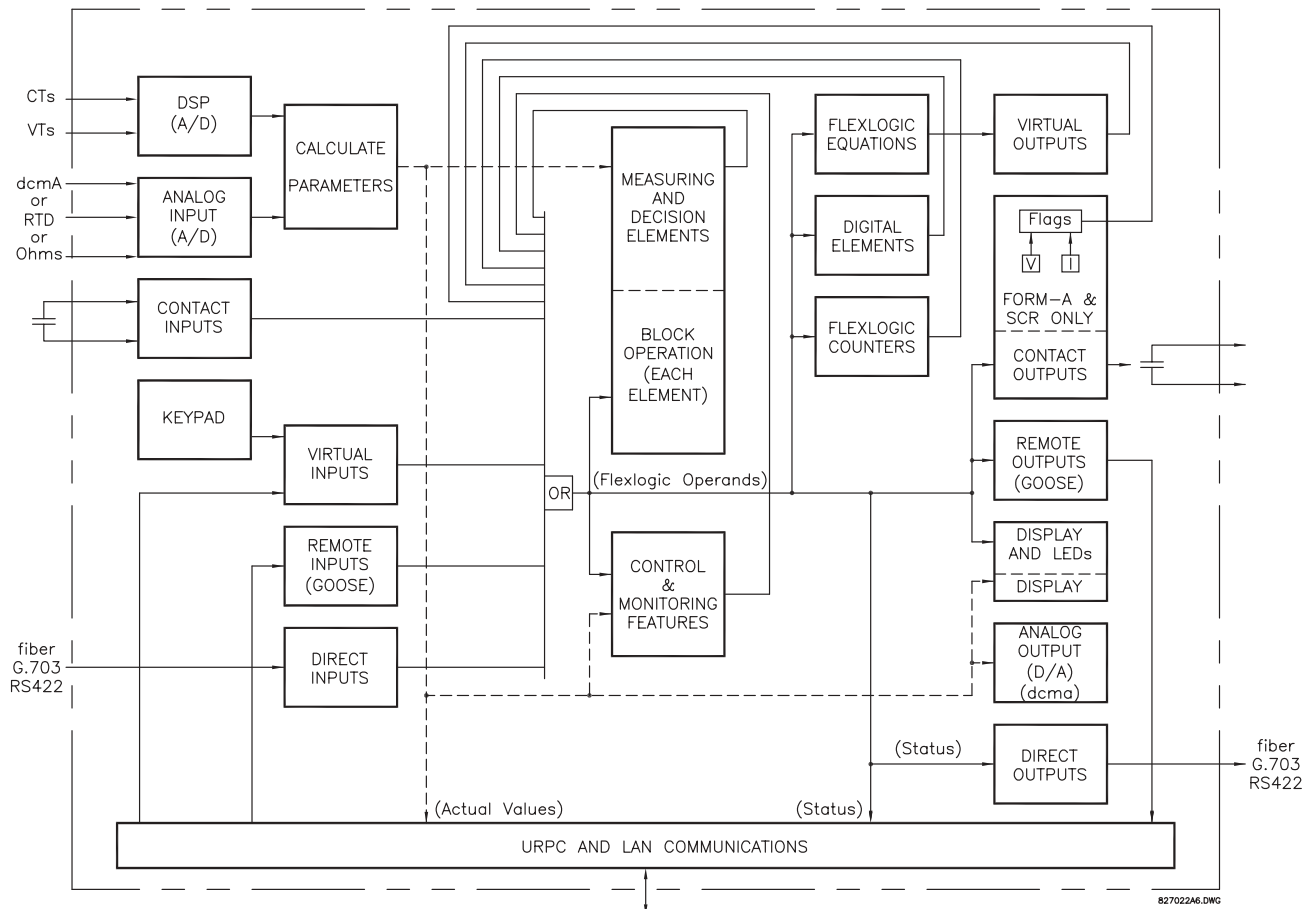 CTs
VTs
dcmA
or
RTD
or
Ohms
DSP
(A/D)
ANALOG
INPUT
(A/D)
CALCULATE
PARAMETERS
CONTACT
INPUTS
KEYPAD
VIRTUAL
INPUTS
REMOTE
INPUTS
(GOOSE)
fiber
G.703
RS422
DIRECT
INPUTS
OR
(Flexlogic Operands)
MEASURING
AND
DECISION
ELEMENTS
BLOCK
OPERATION
(EACH
ELEMENT)
CONTROL
&
MONITORING
FEATURES
FLEXLOGIC
EQUATIONS
DIGITAL
ELEMENTS
FLEXLOGIC
COUNTERS
VIRTUAL
OUTPUTS
Flags
V
I
FORM-A &
SCR ONLY
CONTACT
OUTPUTS
REMOTE
OUTPUTS
(GOOSE)
DISPLAY
AND LEDs
DISPLAY
ANALOG
OUTPUT
(D/A)
(dcma)
(Status)
DIRECT
OUTPUTS
fiber
G.703
RS422
(Actual Values)
(Status)
URPC AND LAN COMMUNICATIONS
827022A6.DWG